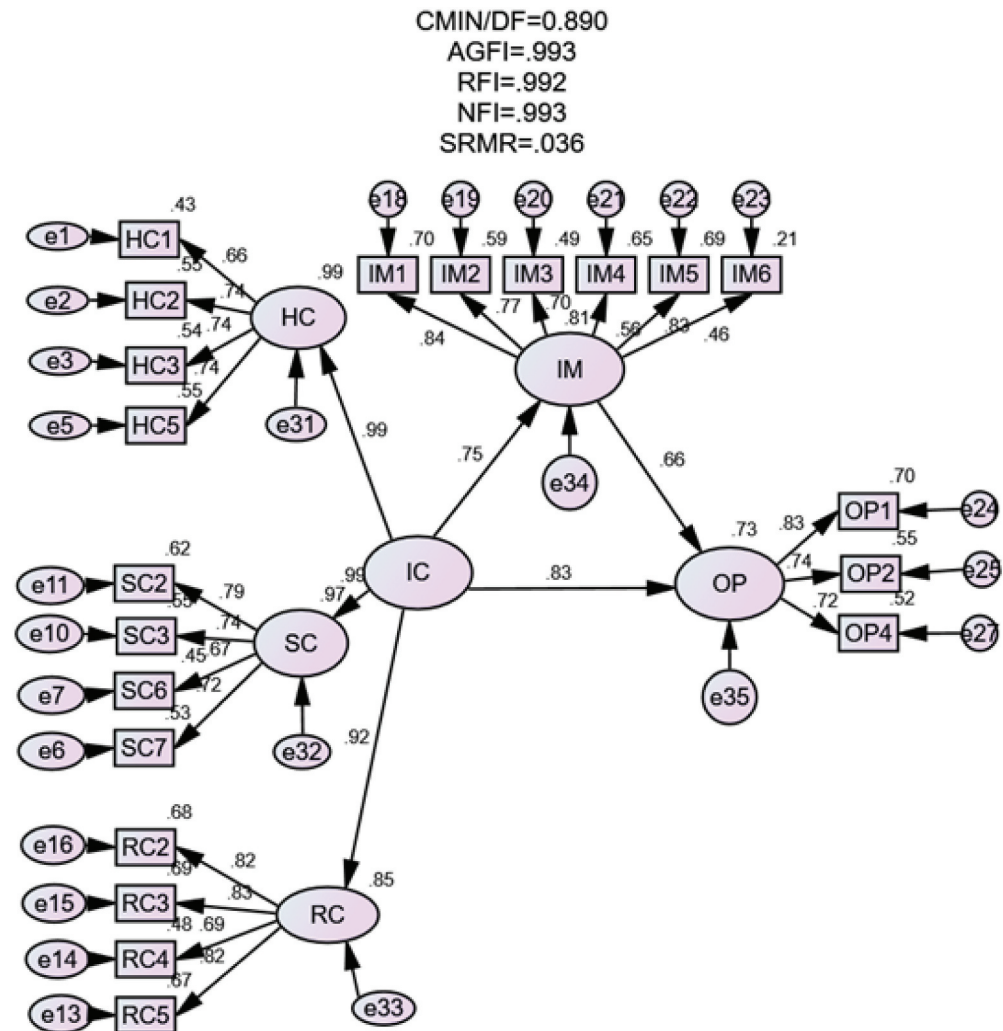 CMIN/DF=0.890
AGFI=.993
RFI=.992
NFI=.993
SRMR=.036
e18 e19 e20 e21 e22 e23
.70 .59 .49 .65 .69 .21
IM1 IM2 IM3 IM4 IM5 IM6
.84 .77 .70 .81 .56 .83 .46
IM
e34
.43
e1 HC1
.66
.55
e2 HC2
.74
.54 .74
e3 HC3
.74
.55
e5 HC5
.99
HC
e31
.99
.75
.66
IC
.83
.73
OP
e35
.83
.70
OP1 e24
.74
.55
OP2 e25
.72
.52
OP4 e27
.62
e11 SC2
.79
e10 SC3
.74
.45 .67
e7 SC6
.72
.53
e6 SC7
.99
.97
SC
e32
.92
.68
e16 RC2
.82
.69
e15 RC3
.83
.48 .69
e14 RC4
.82
.67
e13 RC5
.85
RC
e33